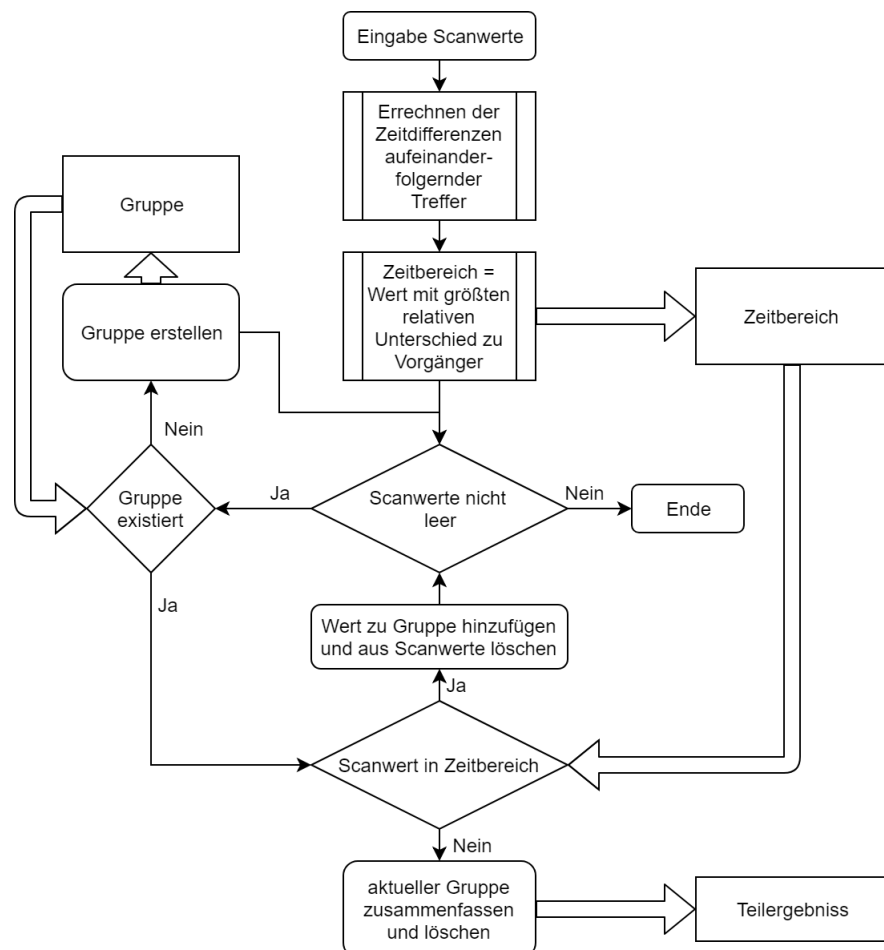 Eingabe Scanwerte
Errechnen der
Zeitdifferenzen
aufeinander-
folgernder
Treffer
Gruppe
Zeitbereich =
Wert mit größten
relativen
Unterschied zu
Vorgänger
Zeitbereich
Gruppe erstellen
Nein
Gruppe
existiert
Ja
Scanwerte nicht
leer
Nein
Ende
Ja
Wert zu Gruppe hinzufügen
und aus Scanwerte löschen
Ja
Scanwert in Zeitbereich
Nein
aktueller Gruppe
zusammenfassen
und löschen
Teilergebniss